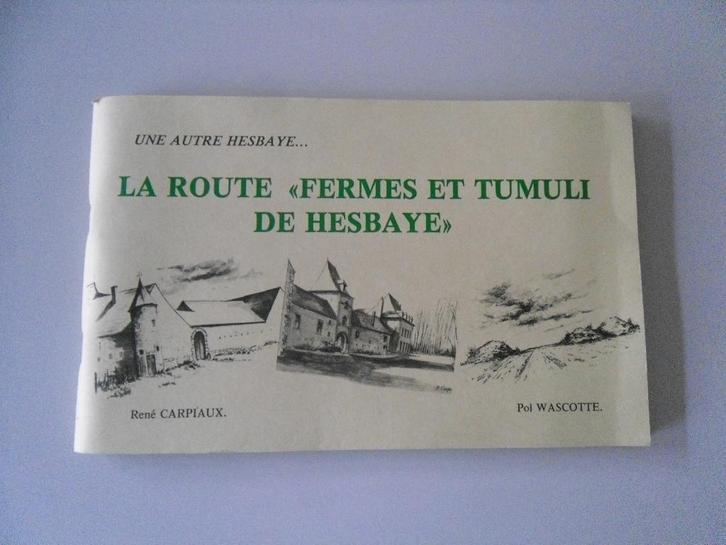 UNE AUTRE HESBAYE...
LA ROUTE «FERMES ET TUMULI
DE HESBAYE»
René CARPIAUX.
Pol WASCOTTE.